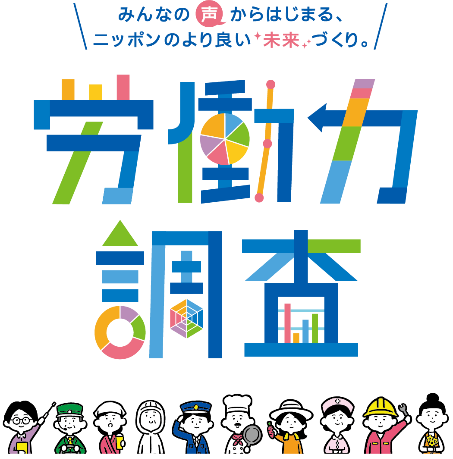 みんなの声からはじまる、
ニッポンのより良い未来づくり。
労働力
調査